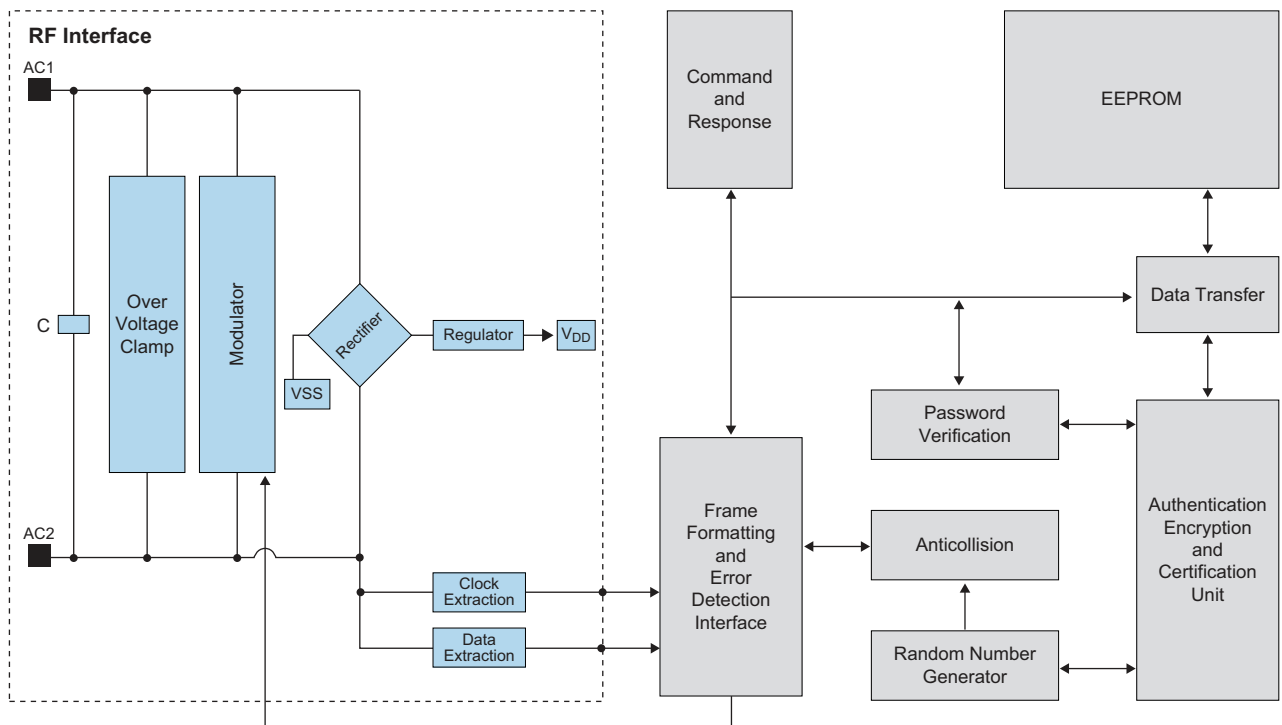 RF Interface
AC1
C
Over
Voltage
Clamp
Modulator
Rectifier
VSS
Regulator
VDD
AC2
Clock
Extraction
Data
Extraction
Command
and
Response
EEPROM
Data Transfer
Password
Verification
Frame
Formatting
and
Error
Detection
Interface
Anticollision
Authentication
Encryption
and
Certification
Unit
Random Number
Generator